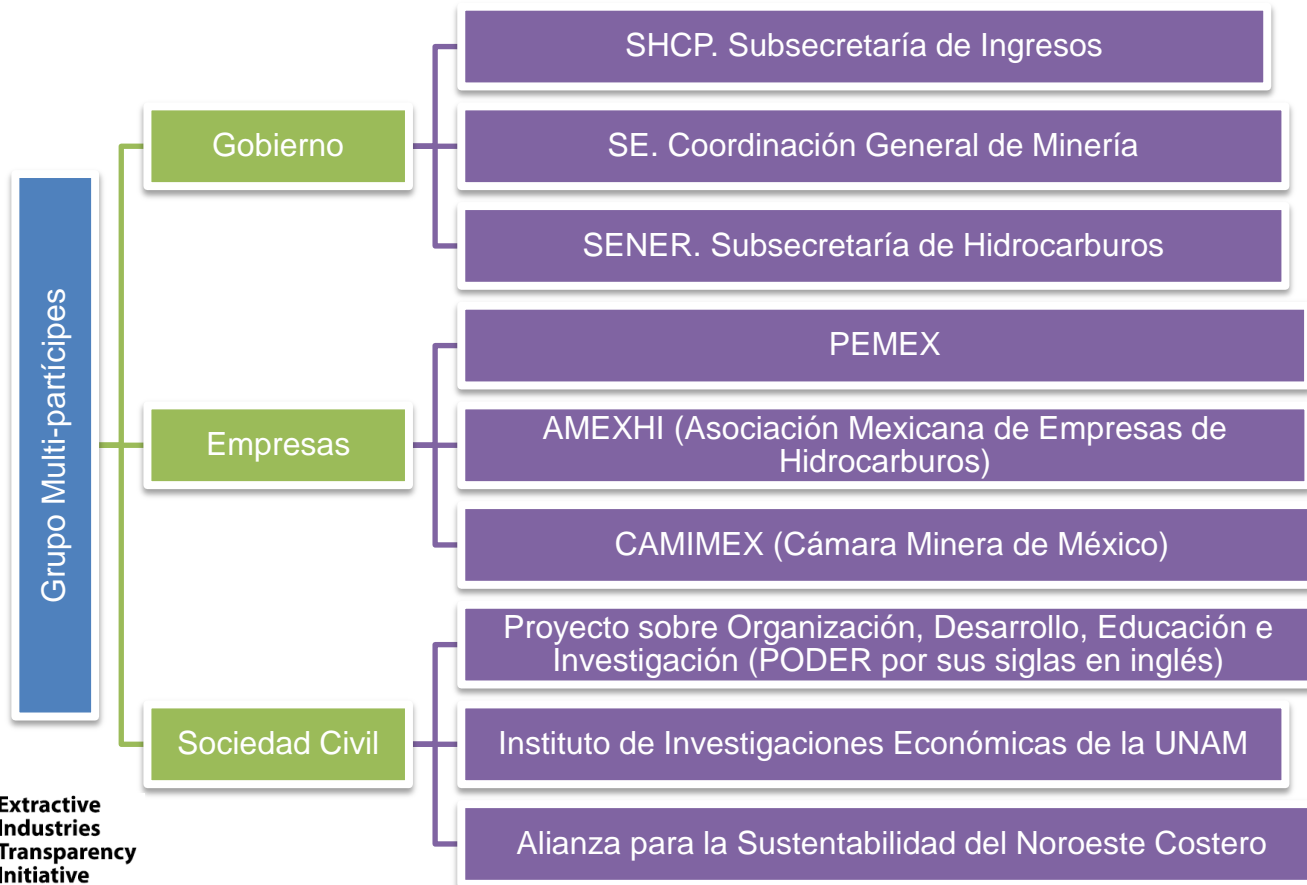 Grupo Multi-partícipes
Gobierno
SHCP. Subsecretaría de Ingresos
SE. Coordinación General de Minería
SENER. Subsecretaría de Hidrocarburos
Empresas
PEMEX
AMEXHI (Asociación Mexicana de Empresas de
Hidrocarburos)
CAMIMEX (Cámara Minera de México)
Sociedad Civil
Proyecto sobre Organización, Desarrollo, Educación e
Investigación (PODER por sus siglas en inglés)
Instituto de Investigaciones Económicas de la UNAM
Alianza para la Sustentabilidad del Noroeste Costero
Extractive
Industries
Transparency
Initiative